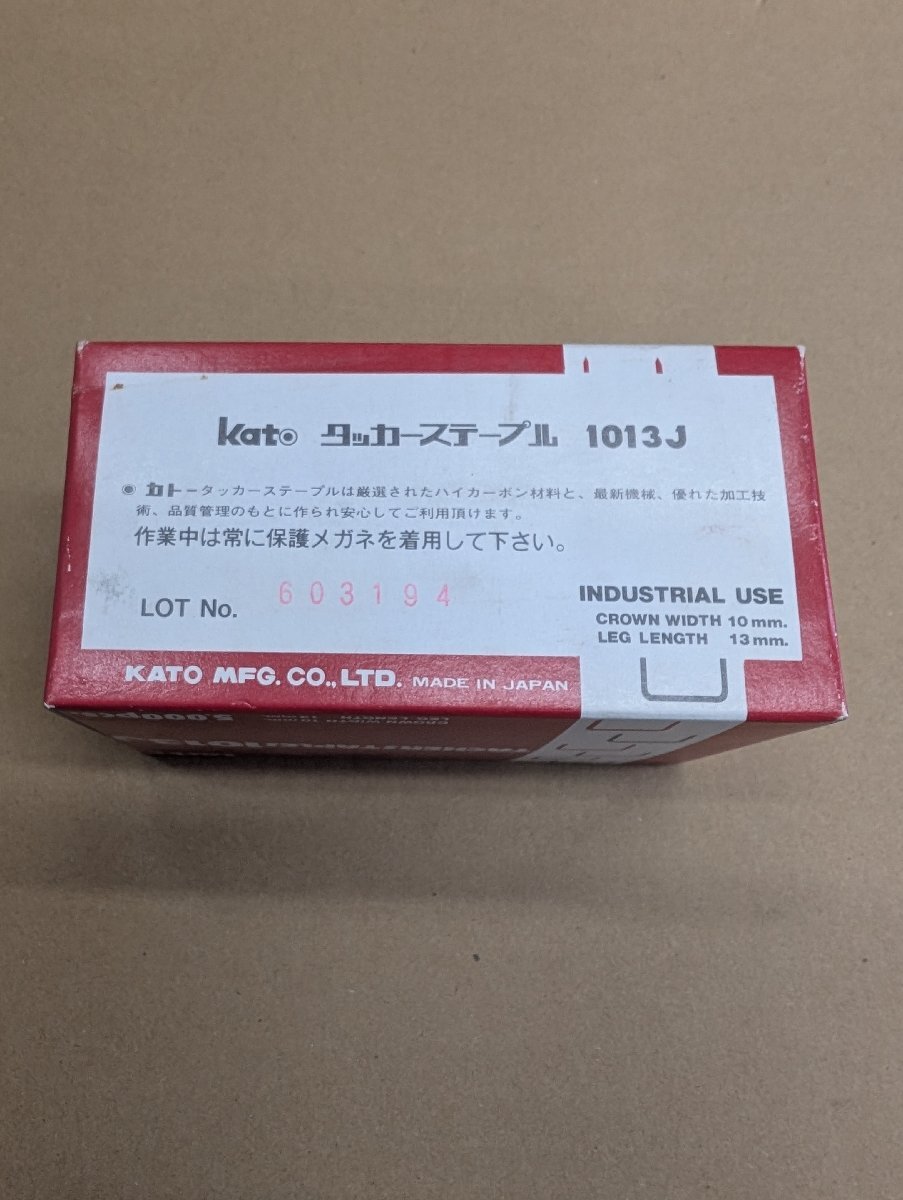 Kato タッカーステープル 1013J
◉ カトータッカーステープルは厳選されたハイカーボン材料と、最新機械、優れた加工技
術、品質管理のもとに作られ安心してご利用頂けます。
作業中は常に保護メガネを着用して下さい。
LOT No. 603194
INDUSTRIAL USE
CROWN WIDTH 10 mm.
LEG LENGTH 13 mm.
KATO MFG. CO., LTD. MADE IN JAPAN
LEG LENGTH
5,000pcs